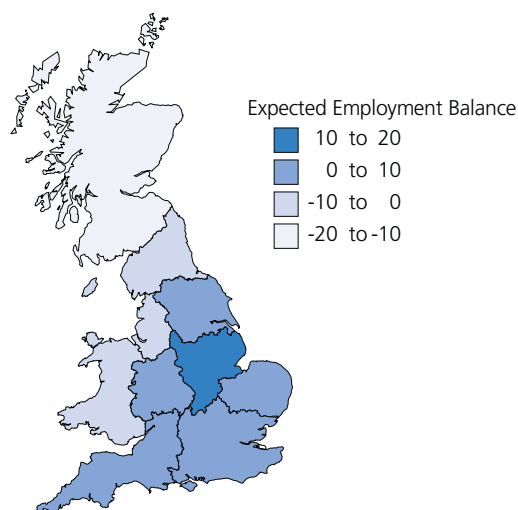 Expected Employment Balance
10 to 20
0 to 10
-10 to 0
-20 to -10